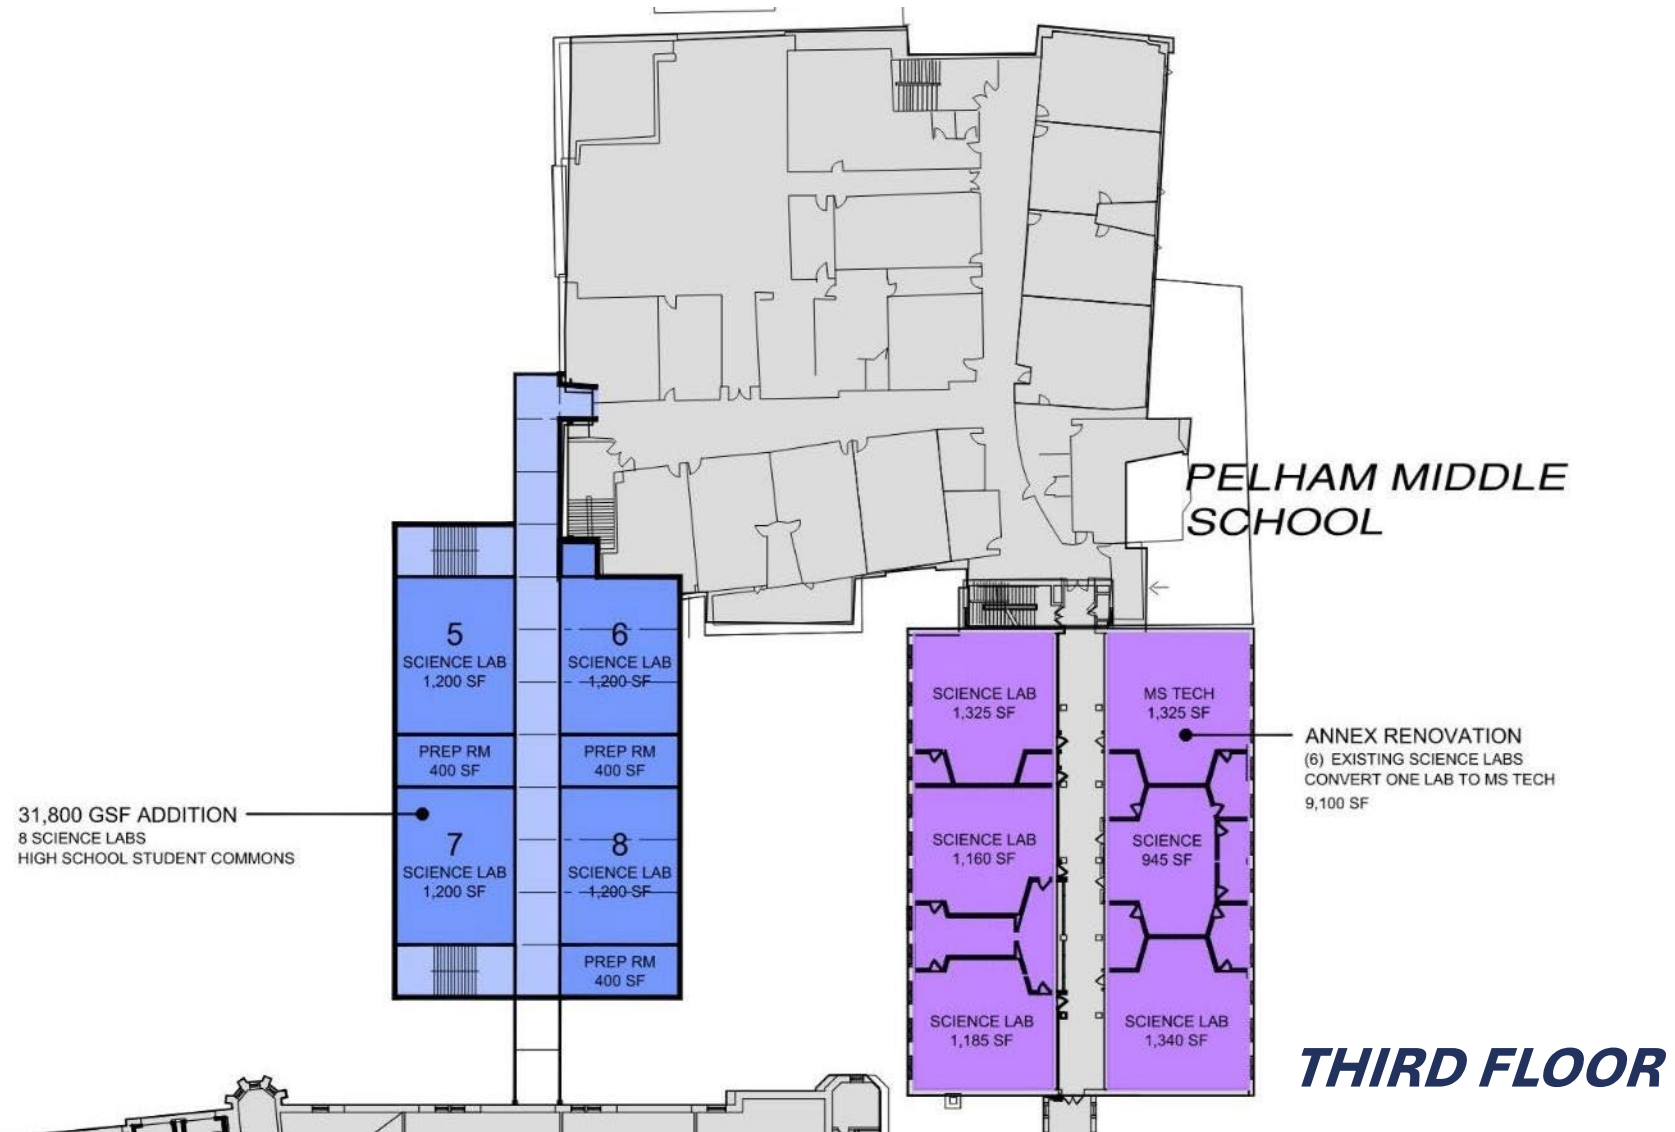 PELHAM MIDDLE
SCHOOL
5
SCIENCE LAB
1,200 SF
6
SCIENCE LAB
1,200 SF
PREP RM
400 SF
PREP RM
400 SF
7
SCIENCE LAB
1,200 SF
8
SCIENCE LAB
1,200 SF
PREP RM
400 SF
31,800 GSF ADDITION
8 SCIENCE LABS
HIGH SCHOOL STUDENT COMMONS
SCIENCE LAB
1,325 SF
MS TECH
1,325 SF
SCIENCE LAB
1,160 SF
SCIENCE
945 SF
SCIENCE LAB
1,185 SF
SCIENCE LAB
1,340 SF
ANNEX RENOVATION
(6) EXISTING SCIENCE LABS
CONVERT ONE LAB TO MS TECH
9,100 SF
THIRD FLOOR